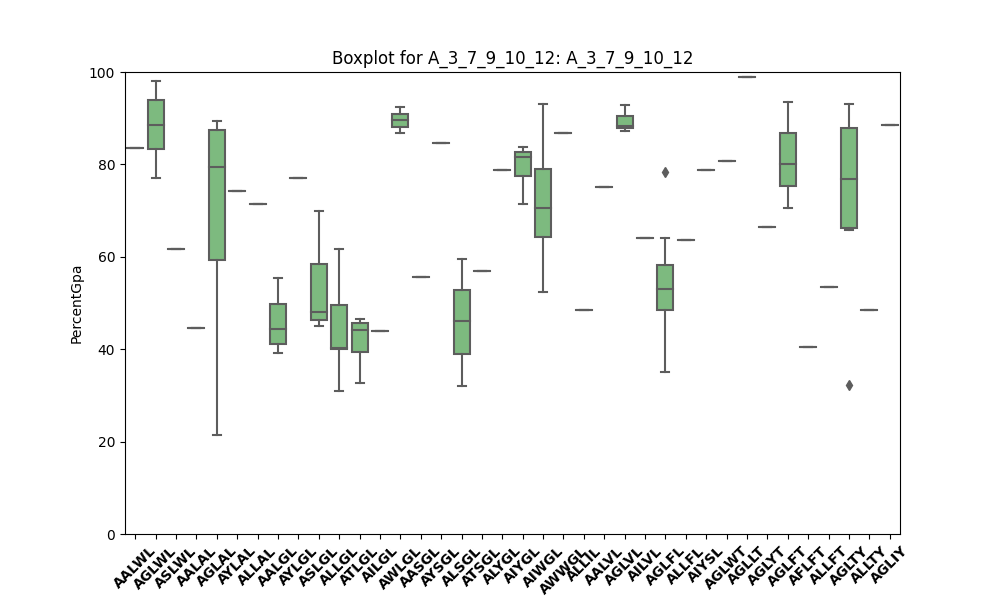 Boxplot for A_3_7_9_10_12: A_3_7_9_10_12
PercentGpa
100
80
60
40
20
0
AALWL
AGLWL
ASLWL
AALAL
AGLAL
AYLAL
ALLAL
AALGL
AYLGL
ASLGL
ALLGL
ATLGL
AILGL
AWLGL
AASGL
AYSGL
ALSGL
ATSGL
ALYGL
AIYGL
AIWGL
AWWGL
ALLIL
AALVL
AGLVL
AILVL
AGLFL
ALLFL
AIYSL
AGLWT
AGLLT
AGLYT
AGLFT
AFLFT
ALLFT
AGLTY
ALLTY
AGLIY